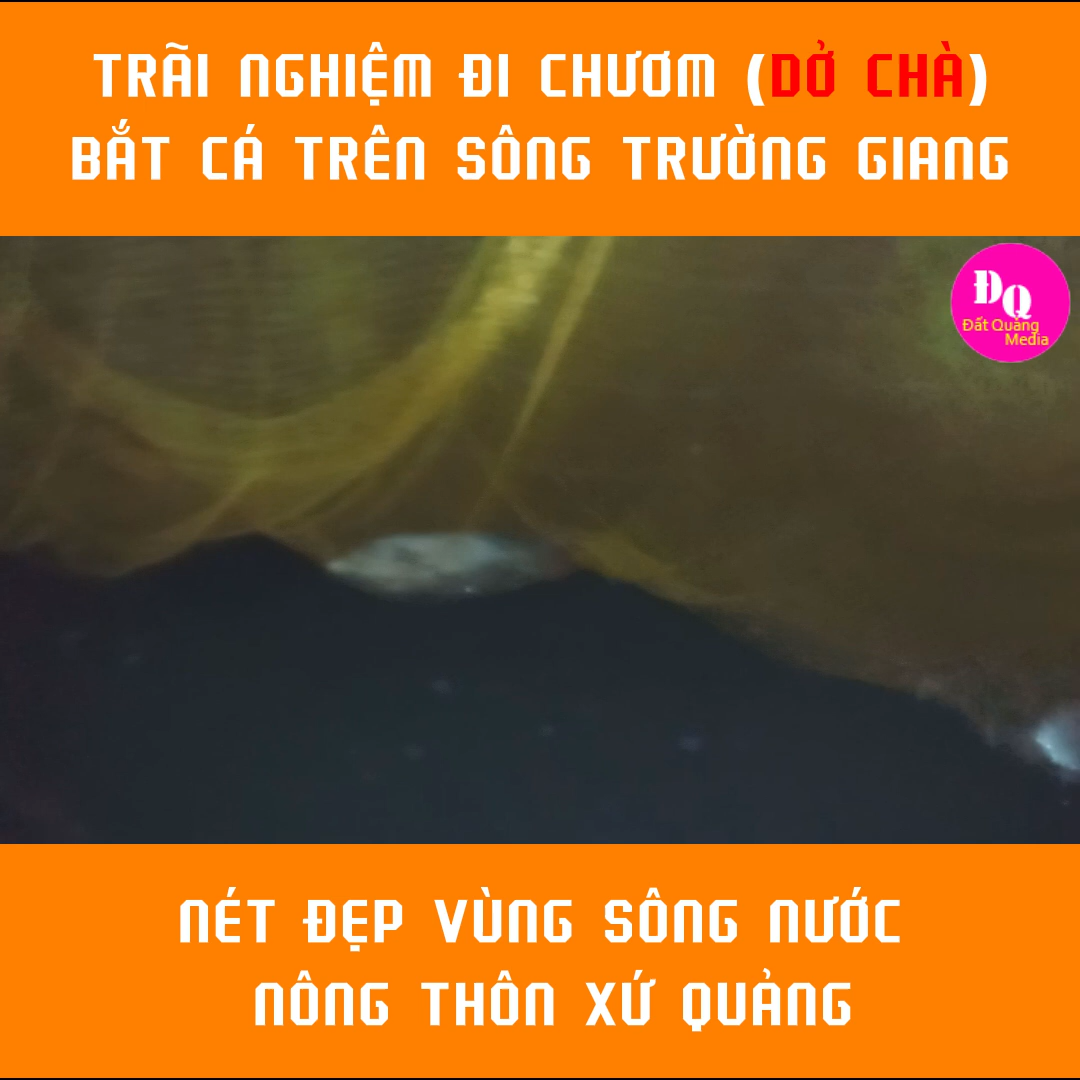 TRÃI NGHIỆM ĐI CHƯƠM (DỞ CHÀ)
BẮT CÁ TRÊN SÔNG TRƯỜNG GIANG
ĐQ
Đất Quảng
Media
NÉT ĐẸP VÙNG SÔNG NƯỚC
NÔNG THÔN XỨ QUẢNG